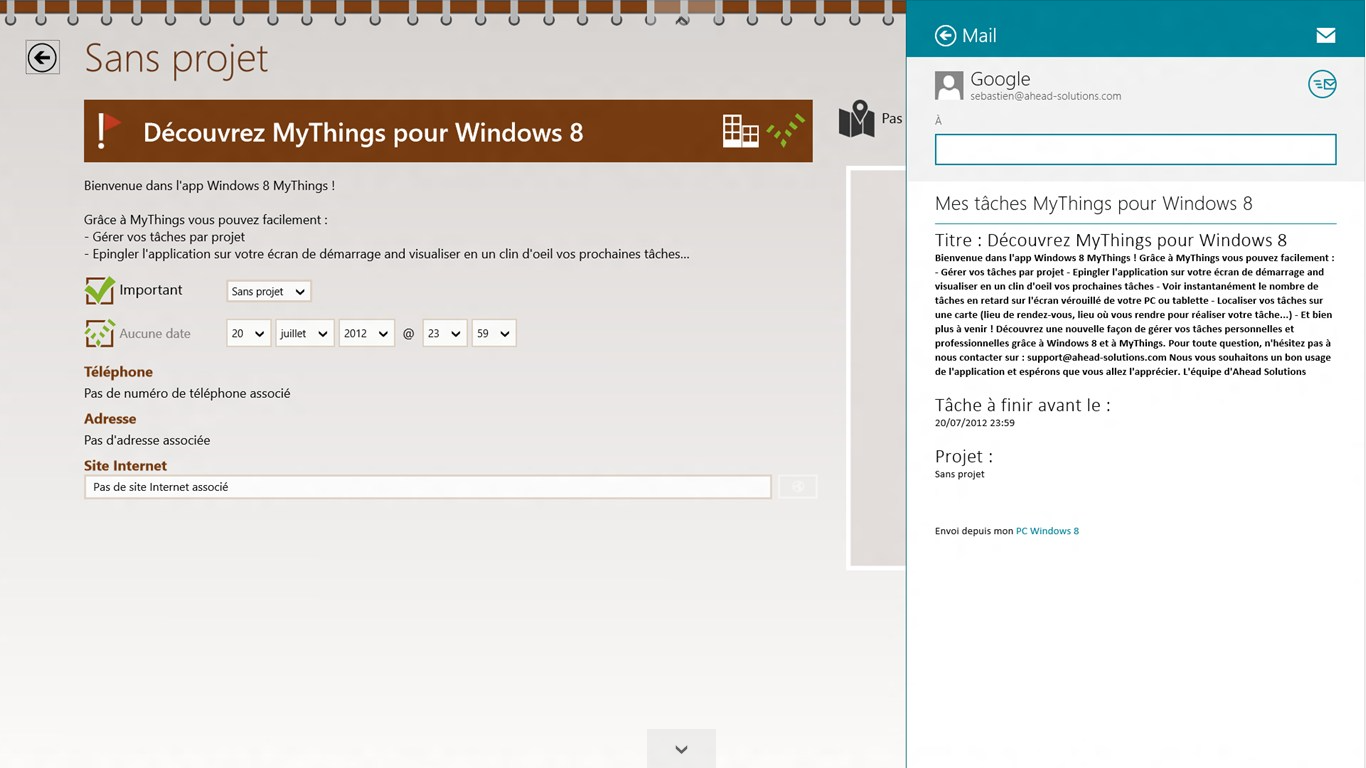 Sans projet
Découvrez MyThings pour Windows 8
Pas
Bienvenue dans l'app Windows 8 MyThings !
Grâce à MyThings vous pouvez facilement :
- Gérer vos tâches par projet
- Epingler l'application sur votre écran de démarrage and visualiser en un clin d'oeil vos prochaines tâches...
Important
Sans projet
Aucune date
20 juillet 2012 @ 23 59
Téléphone
Pas de numéro de téléphone associé
Adresse
Pas d'adresse associée
Site Internet
Pas de site Internet associé
Mail
Google
sebastien@ahead-solutions.com
À
Mes tâches MyThings pour Windows 8
Titre : Découvrez MyThings pour Windows 8
Bienvenue dans l'app Windows 8 MyThings ! Grâce à MyThings vous pouvez facilement :
- Gérer vos tâches par projet - Epingler l'application sur votre écran de démarrage and
visualiser en un clin d'oeil vos prochaines tâches - Voir instantanément le nombre de
tâches en retard sur l'écran vérouillé de votre PC ou tablette - Localiser vos tâches sur
une carte (lieu de rendez-vous, lieu où vous rendre pour réaliser votre tâche...) - Et bien
plus à venir ! Découvrez une nouvelle façon de gérer vos tâches personnelles et
professionnelles grâce à Windows 8 et à MyThings. Pour toute question, n'hésitez pas à
nous contacter sur : support@ahead-solutions.com Nous vous souhaitons un bon usage
de l'application et espérons que vous allez l'apprécier. L'équipe d'Ahead Solutions
Tâche à finir avant le :
20/07/2012 23:59
Projet :
Sans projet
Envoi depuis mon PC Windows 8